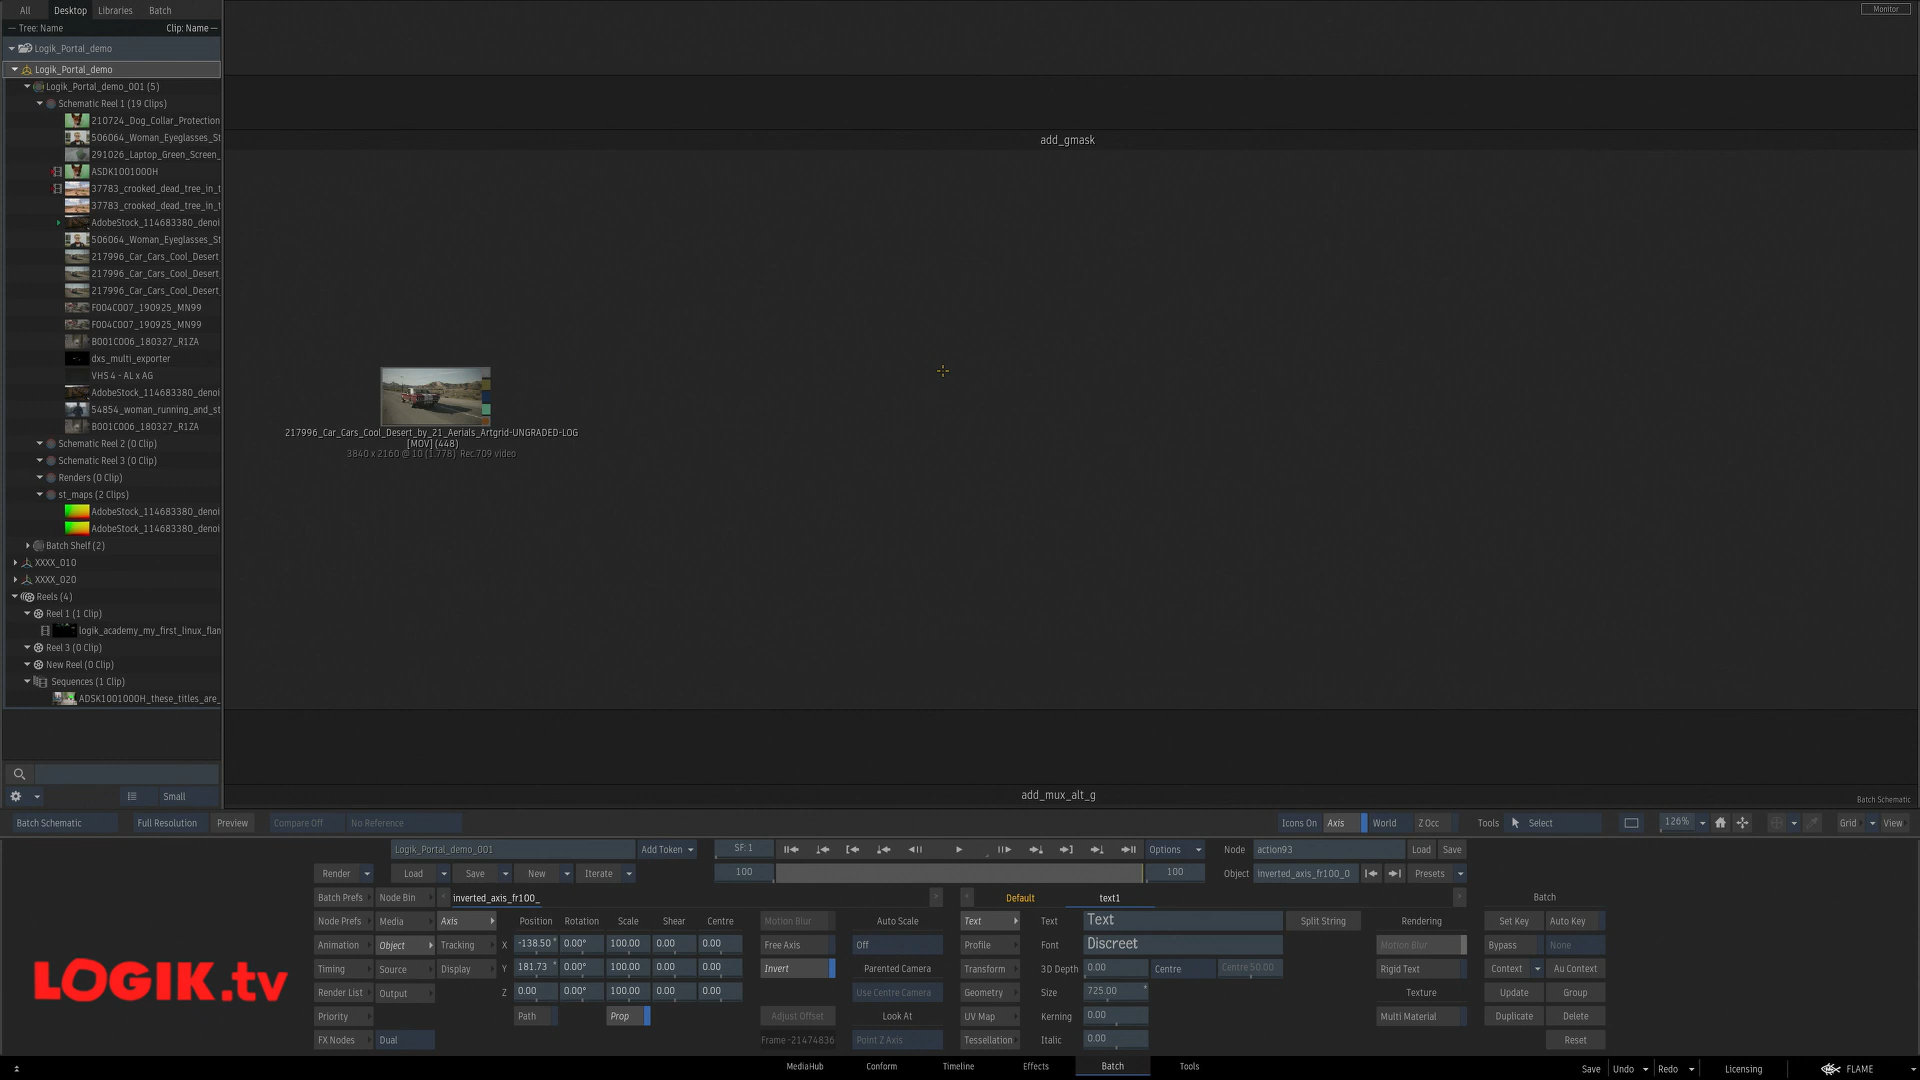 All Desktop Libraries Batch
Tree: Name Clip: Name
Logik_Portal_demo
Logik_Portal_demo
Logik_Portal_demo_001 (5)
Schematic Reel 1 (19 Clips)
210724_Dog_Collar_Protection
506064_Woman_Eyeglasses_St
291026_Laptop_Green_Screen_
ASDK1001000H
37783_crooked_dead_tree_in_t
37783_crooked_dead_tree_in_t
AdobeStock_114683380_denoi
506064_Woman_Eyeglasses_St
217996_Car_Cars_Cool_Desert_
217996_Car_Cars_Cool_Desert_
217996_Car_Cars_Cool_Desert_
F004C007_190925_MN99
F004C007_190925_MN99
B001C006_180327_R1ZA
dxs_multi_exporter
VHS 4 - AL x AG
AdobeStock_114683380_denoi
54854_woman_running_and_st
B001C006_180327_R1ZA
Schematic Reel 2 (0 Clip)
Schematic Reel 3 (0 Clip)
Renders (0 Clip)
st_maps (2 Clips)
AdobeStock_114683380_denoi
AdobeStock_114683380_denoi
Batch Shelf (2)
XXXX_010
XXXX_020
Reels (4)
Reel 1 (1 Clip)
logik_academy_my_first_linux_flan
Reel 3 (0 Clip)
New Reel (0 Clip)
Sequences (1 Clip)
ADSK1001000H_these_titles_are_
Small
Monitor
add_gmask
217996_Car_Cars_Cool_Desert_by_21_Aerials_Artgrid-UNGRADED-LOG
[MOV] (448)
3840 x 2160 @ 10 (1.778) Rec.709 video
add_mux_alt_g
Batch Schematic
Batch Schematic Full Resolution Preview Compare Off No Reference Icons On Axis World Z Occ Tools Select 126% Grid View
Logik_Portal_demo_001 Add Token SF: 1 Options Node action93 Load Save
Render Load Save New Iterate 100 100 Object inverted_axis_fr100_0 Presets
Batch Prefs Node Bin inverted_axis_fr100_ Default text1 Batch
Node Prefs Media Axis Position Rotation Scale Shear Centre Motion Blur Auto Scale Text Text Text Split String Rendering Set Key Auto Key
Animation Object Tracking X -138.50 0.00° 100.00 0.00 0.00 Free Axis Off Profile Font Discreet Motion Blur Bypass None
Timing Source Display Y 181.73 0.00° 100.00 0.00 0.00 Invert Parented Camera Transform 3D Depth 0.00 Centre Centre 50.00 Rigid Text Context Au Context
Render List Output Z 0.00 0.00° 100.00 0.00 0.00 Use Centre Camera Geometry Size 725.00 Texture Update Group
Priority Path Prop Adjust Offset Look At UV Map Kerning 0.00 Multi Material Duplicate Delete
FX Nodes Dual Frame -21474836 Point Z Axis Tessellation Italic 0.00 Reset
LOGIK.tv
MediaHub Conform Timeline Effects Batch Tools Save Undo Redo Licensing FLAME